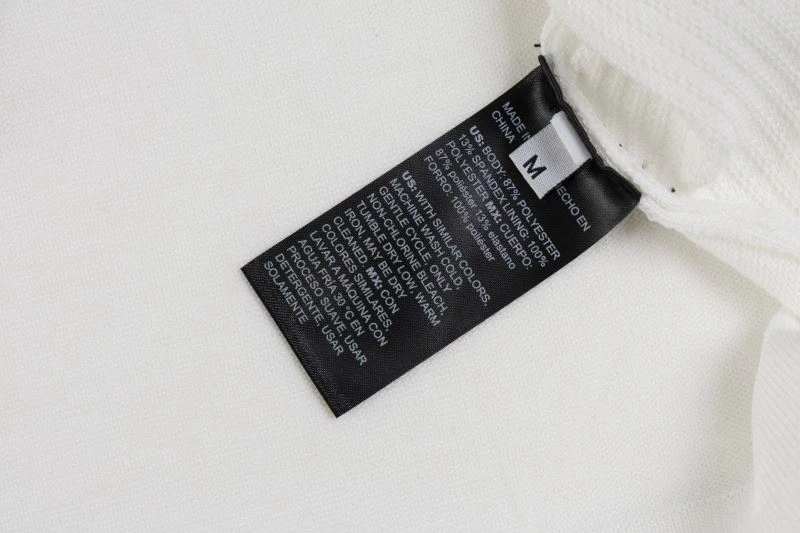 MADE IN
CHINA
HECHO EN
M
US: BODY: 87% POLYESTER
13% SPANDEX LINING: 100%
POLYESTER MX: CUERPO:
87% poliéster 13% elastano
FORRO: 100% poliéster
US: WITH SIMILAR COLORS,
MACHINE WASH COLD,
GENTLE CYCLE. ONLY
NON-CHLORINE BLEACH,
TUMBLE DRY LOW, WARM
IRON MAY BE DRY
CLEANED MX: CON
COLORES SIMILARES,
LAVAR A MÁQUINA CON
AGUA FRÍA 30 °C EN
PROCESO SUAVE, USAR
DETERGENTE. USAR
SOLAMENTE